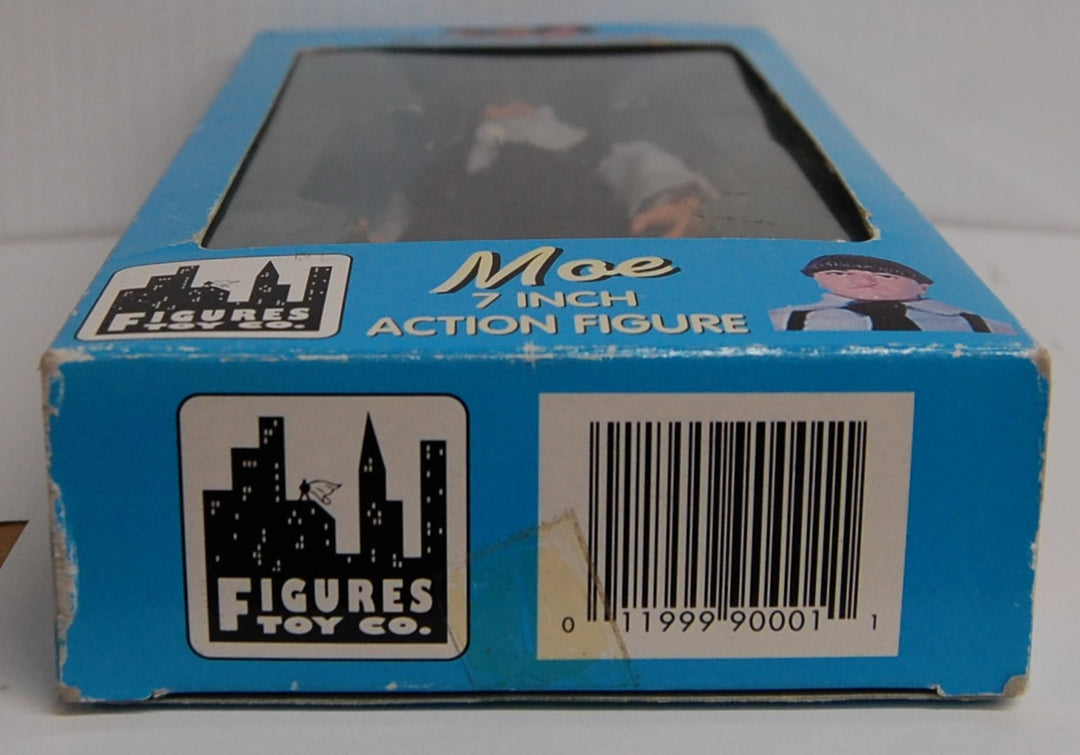 Moe
7 INCH
ACTION FIGURE
FIGURES
TOY CO.
FIGURES
TOY CO.
0 11999 90001 1